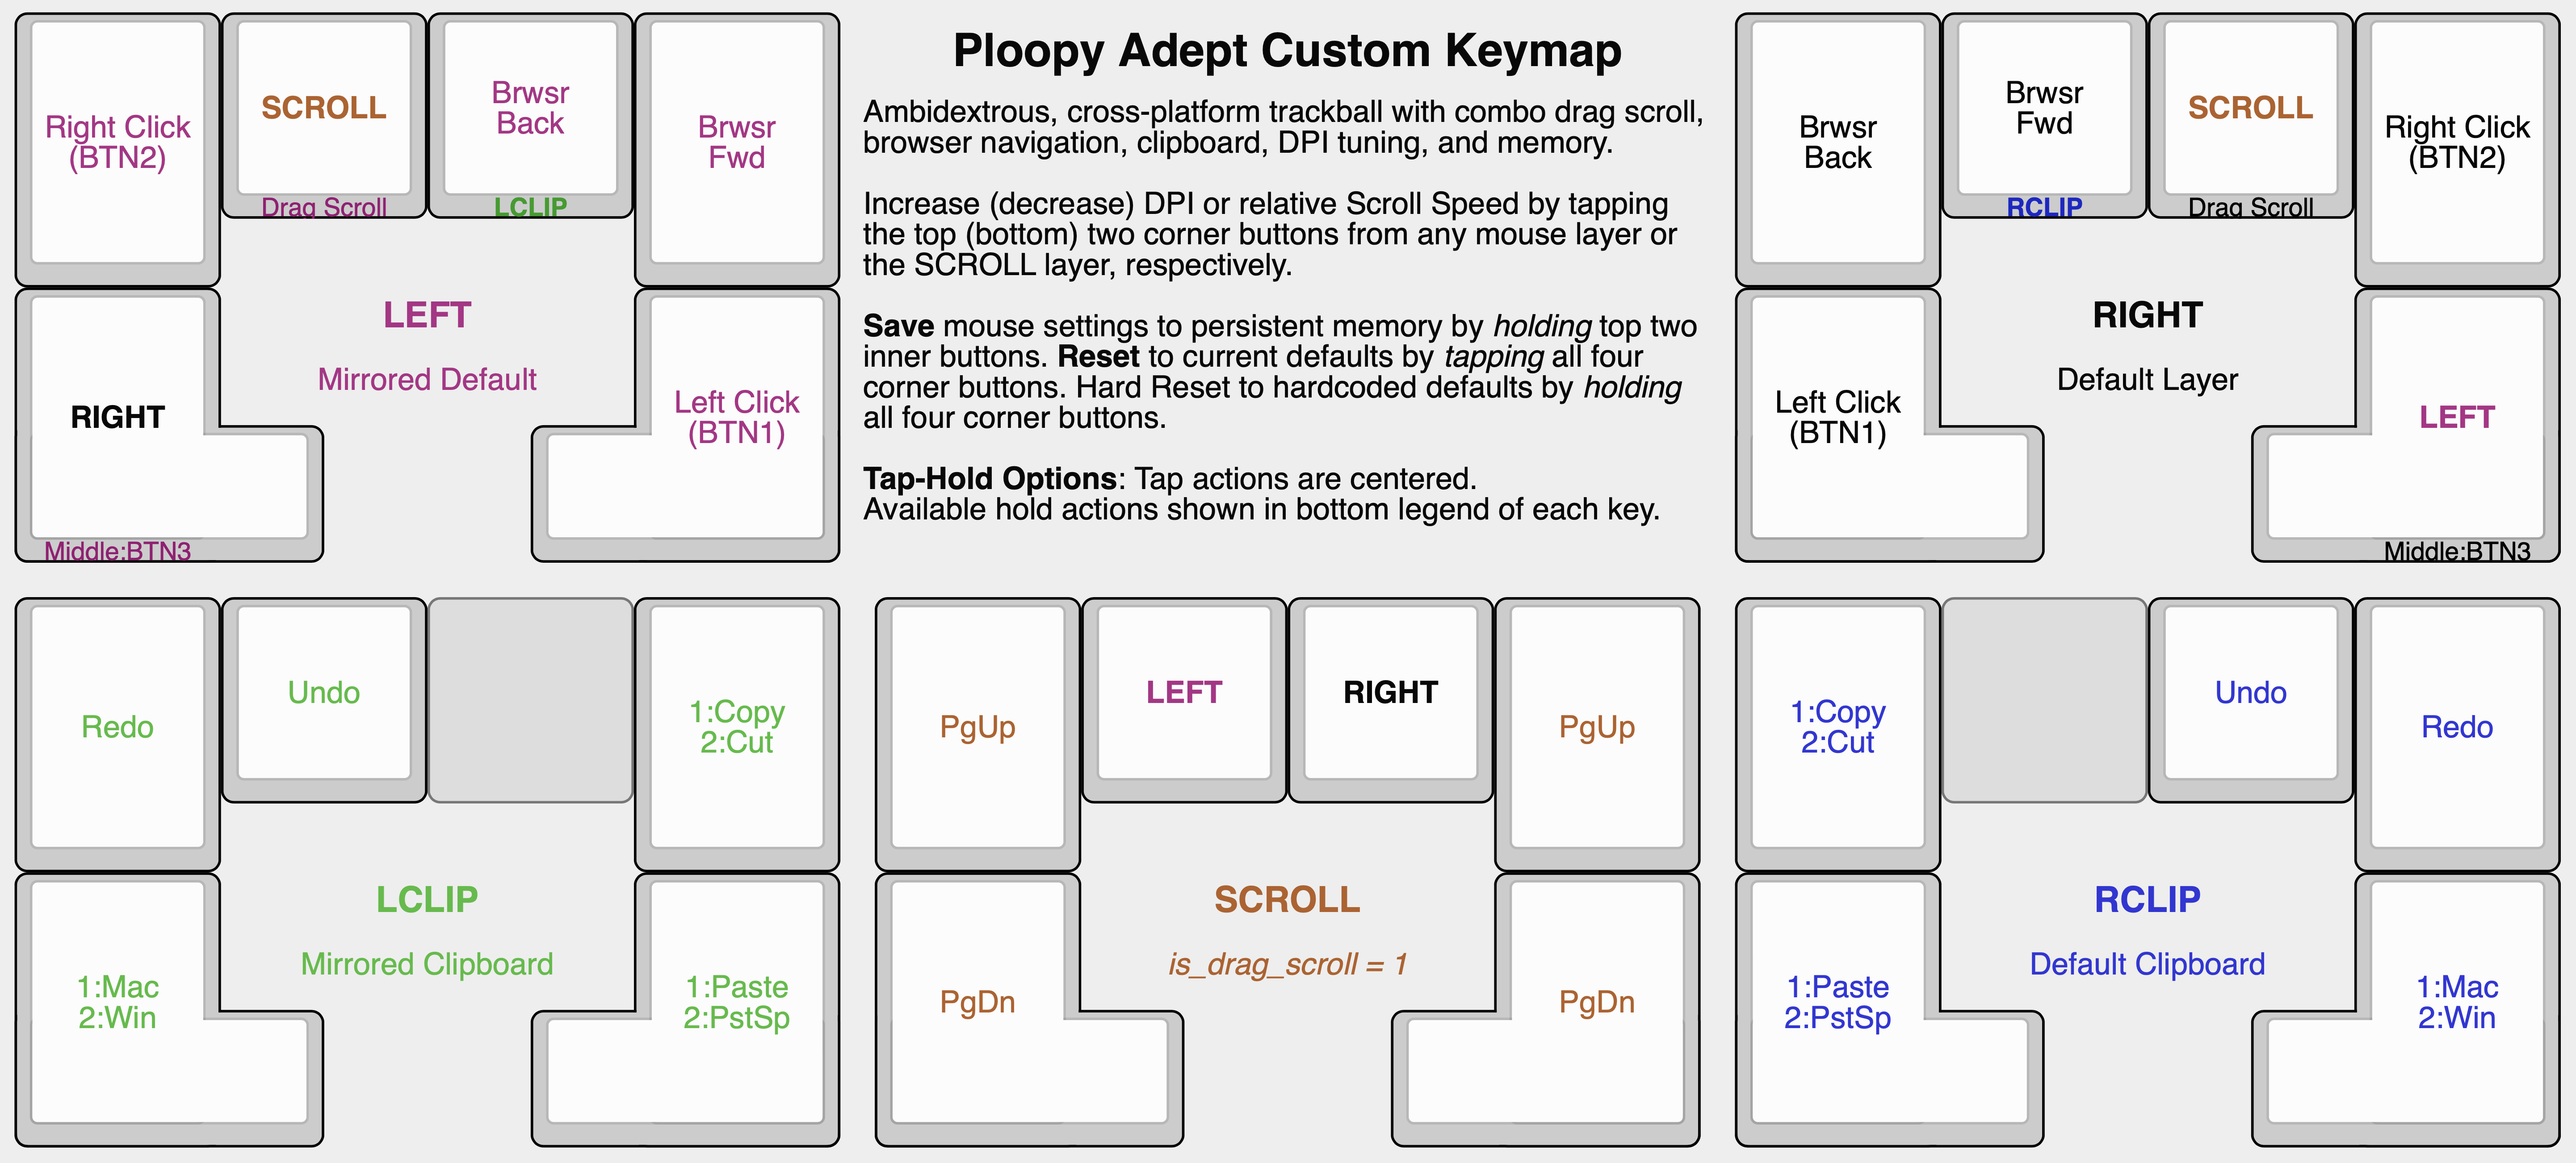 Right Click
(BTN2)
SCROLL
Drag Scroll
Brwsr
Back
LCLIP
Brwsr
Fwd
LEFT
Mirrored Default
RIGHT
Middle:BTN3
Left Click
(BTN1)
Ploopy Adept Custom Keymap
Ambidextrous, cross-platform trackball with combo drag scroll,
browser navigation, clipboard, DPI tuning, and memory.
Increase (decrease) DPI or relative Scroll Speed by tapping
the top (bottom) two corner buttons from any mouse layer or
the SCROLL layer, respectively.
Save mouse settings to persistent memory by holding top two
inner buttons. Reset to current defaults by tapping all four
corner buttons. Hard Reset to hardcoded defaults by holding
all four corner buttons.
Tap-Hold Options: Tap actions are centered.
Available hold actions shown in bottom legend of each key.
Brwsr
Back
Brwsr
Fwd
RCLIP
SCROLL
Drag Scroll
Right Click
(BTN2)
RIGHT
Default Layer
Left Click
(BTN1)
LEFT
Middle:BTN3
Redo
Undo
1:Copy
2:Cut
LCLIP
Mirrored Clipboard
1:Mac
2:Win
1:Paste
2:PstSp
PgUp
LEFT
RIGHT
PgUp
SCROLL
is_drag_scroll = 1
PgDn
PgDn
1:Copy
2:Cut
Undo
Redo
RCLIP
Default Clipboard
1:Paste
2:PstSp
1:Mac
2:Win